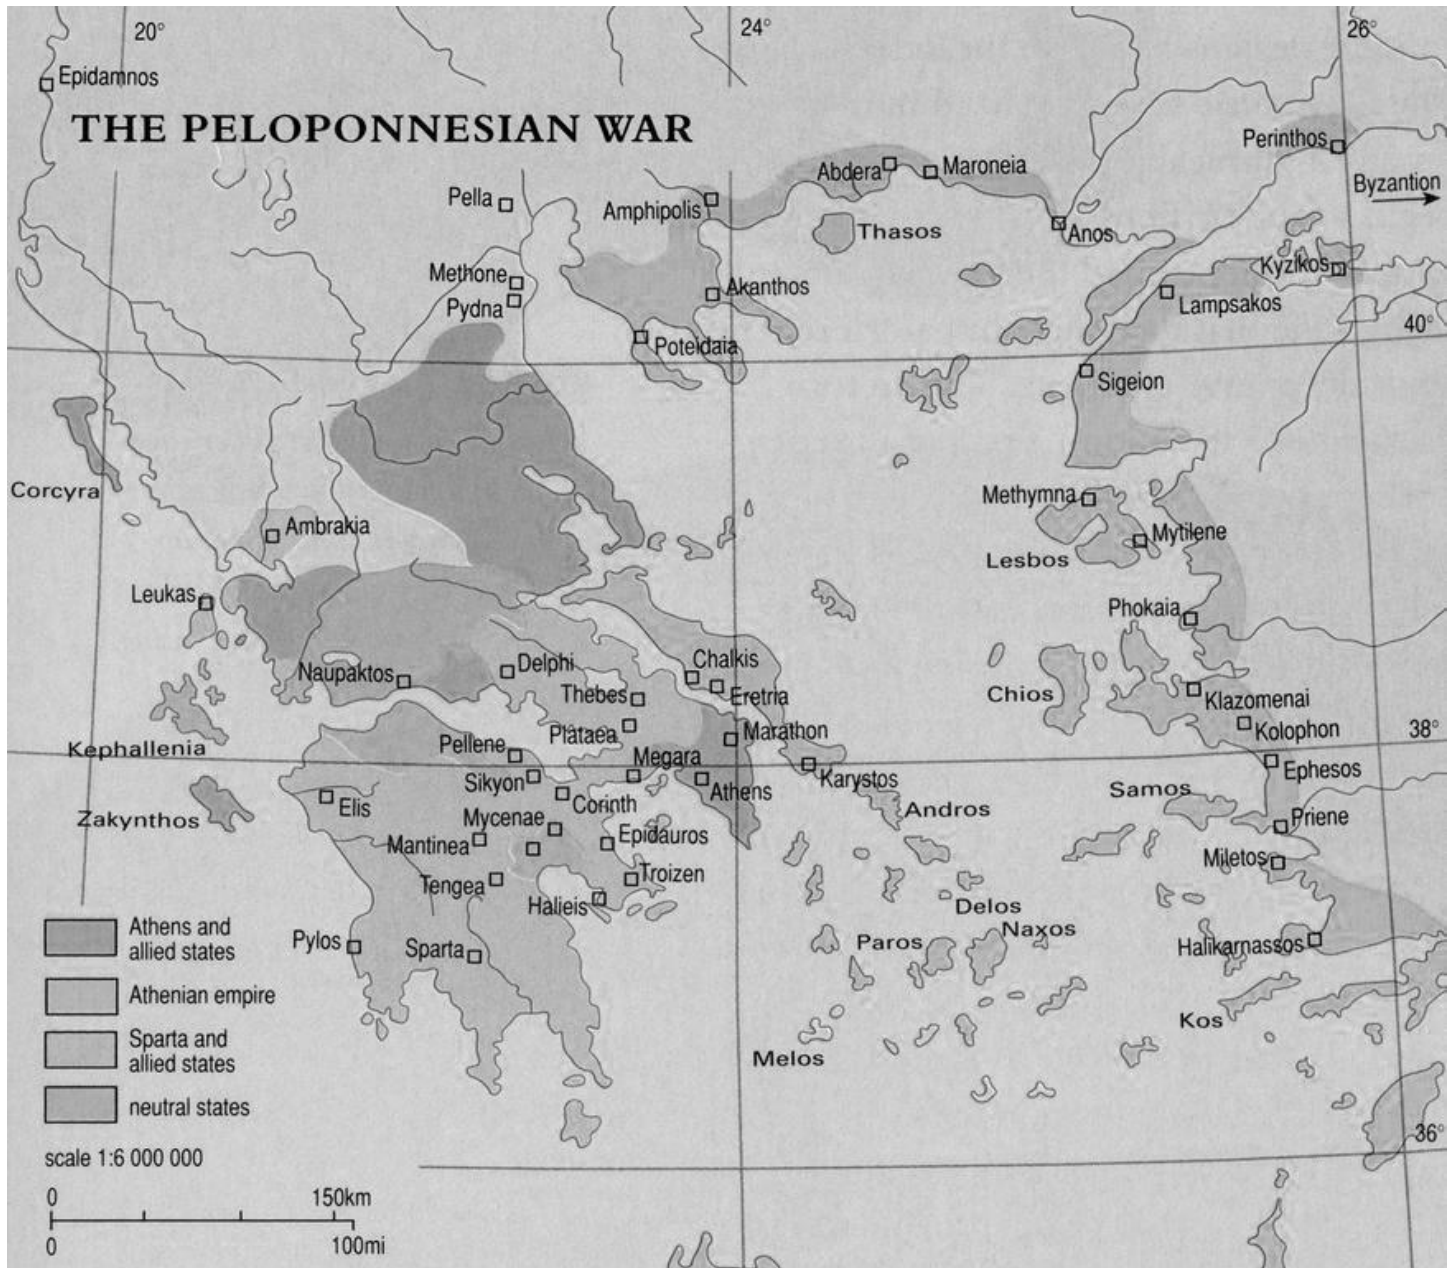 20°
24°
26°
Epidamnos
THE PELOPONNESIAN WAR
Perinthos
Abdera
Maroneia
Byzantion
Pella
Amphipolis
Thasos
Anos
Methone
Akanthos
Kyzikos
Pydna
Lampsakos
40°
Poteidaia
Sigeion
Corcyra
Methymna
Ambrakia
Mytilene
Lesbos
Leukas
Phokaia
Chalkis
Delphi
Naupaktos
Thebes
Eretria
Chios
Klazomenai
Plataea
Marathon
Kolophon
38°
Kephallenia
Pellene
Megara
Sikyon
Karystos
Ephesos
Athens
Elis
Corinth
Samos
Andros
Zakynthos
Mycenae
Epidauros
Priene
Mantinea
Miletos
Tengea
Troizen
Halieis
Delos
Naxos
Athens and
allied states
Pylos
Sparta
Paros
Halikarnassos
Athenian empire
Kos
Sparta and
allied states
Melos
neutral states
36°
scale 1:6 000 000
0 150km
0 100mi